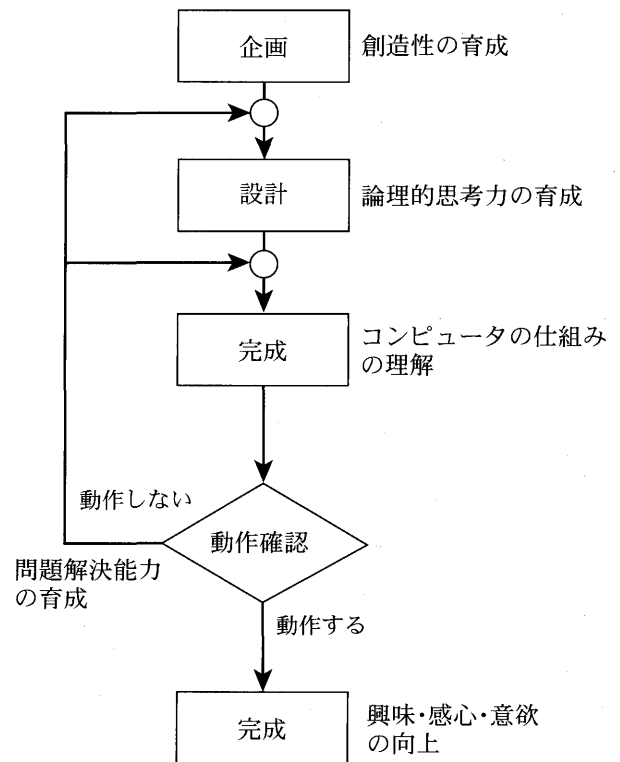 企画
創造性の育成
設計
論理的思考力の育成
完成
コンピュータの仕組み
の理解
動作しない
動作確認
問題解決能力
の育成
動作する
完成
興味・感心・意欲
の向上